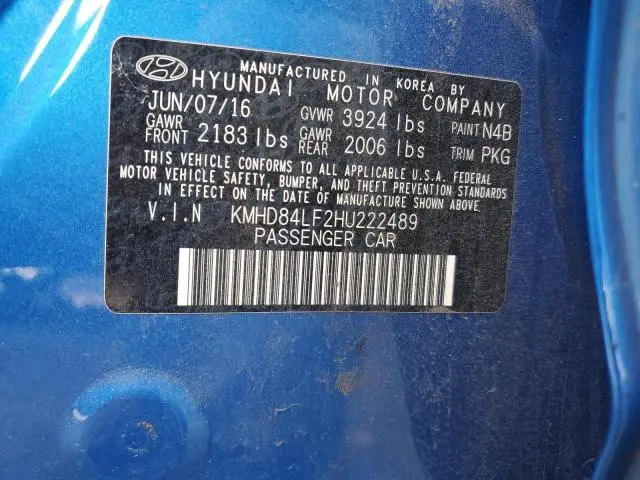 MANUFACTURED IN KOREA BY
HYUNDAI MOTOR COMPANY
JUN/07/16 GVWR 3924 lbs PAINT N4B
GAWR FRONT 2183 lbs GAWR REAR 2006 lbs TRIM PKG
THIS VEHICLE CONFORMS TO ALL APPLICABLE U.S.A. FEDERAL
MOTOR VEHICLE SAFETY, BUMPER, AND THEFT PREVENTION STANDARDS
IN EFFECT ON THE DATE OF MANUFACTURE SHOWN ABOVE.
V.I.N KMHD84LF2HU222489
PASSENGER CAR